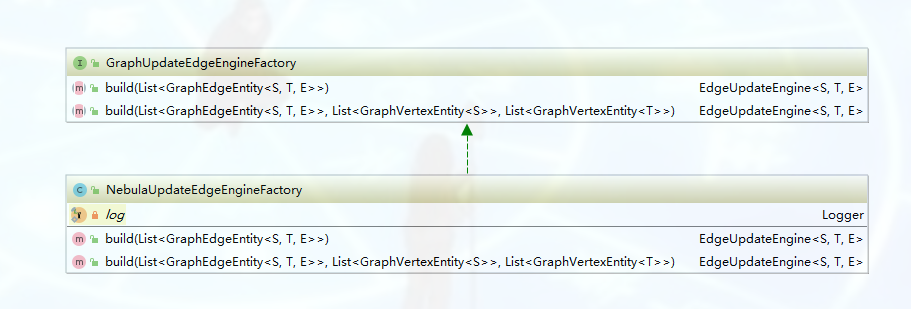 I GraphUpdateEdgeEngineFactory
m build(List<GraphEdgeEntity<S, T, E>>) EdgeUpdateEngine<S, T, E>
m build(List<GraphEdgeEntity<S, T, E>>, List<GraphVertexEntity<S>>, List<GraphVertexEntity<T>>) EdgeUpdateEngine<S, T, E>
C NebulaUpdateEdgeEngineFactory
log Logger
m build(List<GraphEdgeEntity<S, T, E>>) EdgeUpdateEngine<S, T, E>
m build(List<GraphEdgeEntity<S, T, E>>, List<GraphVertexEntity<S>>, List<GraphVertexEntity<T>>) EdgeUpdateEngine<S, T, E>